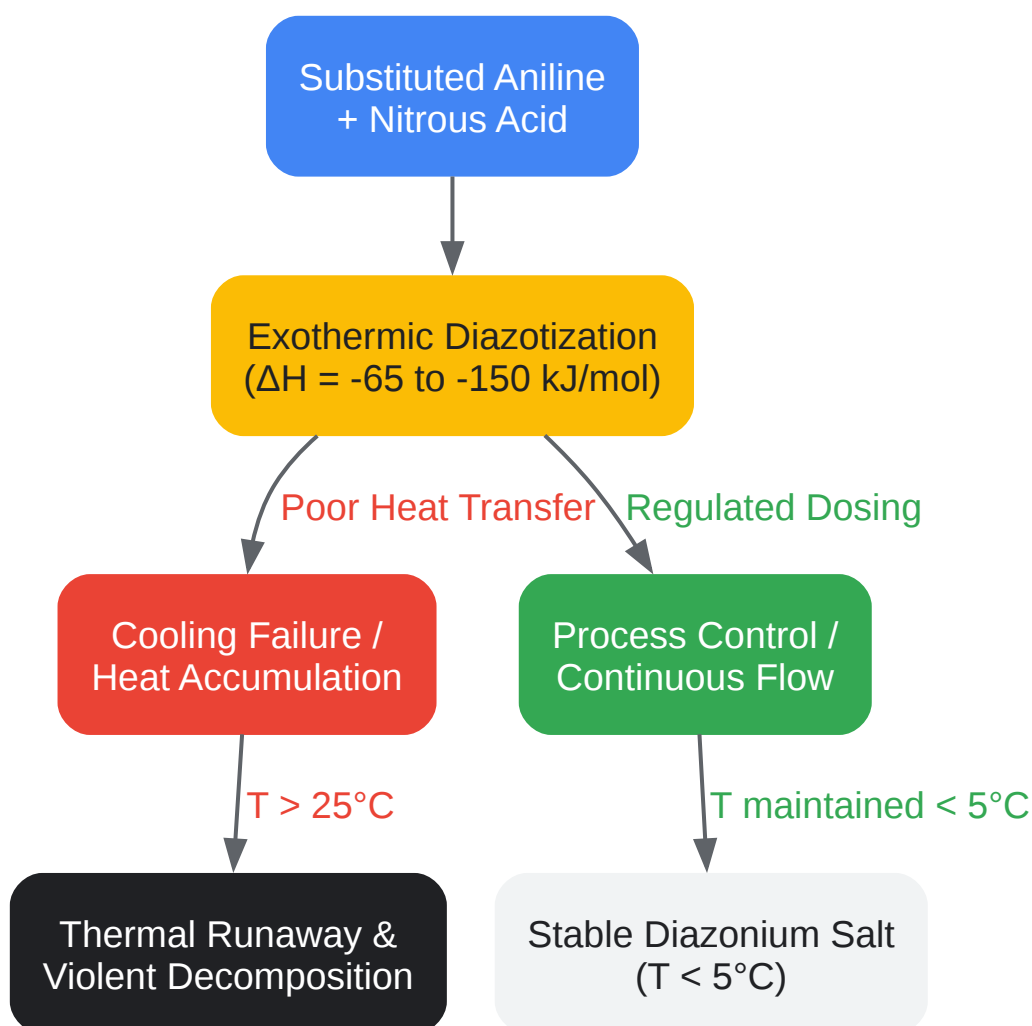 Substituted Aniline
+ Nitrous Acid
Exothermic Diazotization
(ΔH = -65 to -150 kJ/mol)
Poor Heat Transfer
Regulated Dosing
Cooling Failure /
Heat Accumulation
Process Control /
Continuous Flow
T > 25°C
T maintained < 5°C
Thermal Runaway &
Violent Decomposition
Stable Diazonium Salt
(T < 5°C)